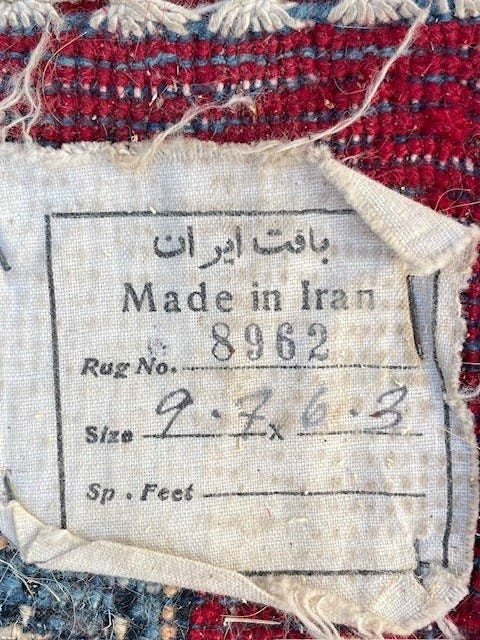 بافت ایران
Made in Iran
Rug No. 8962
Size 9.7 x 6.3
Sp. Feet